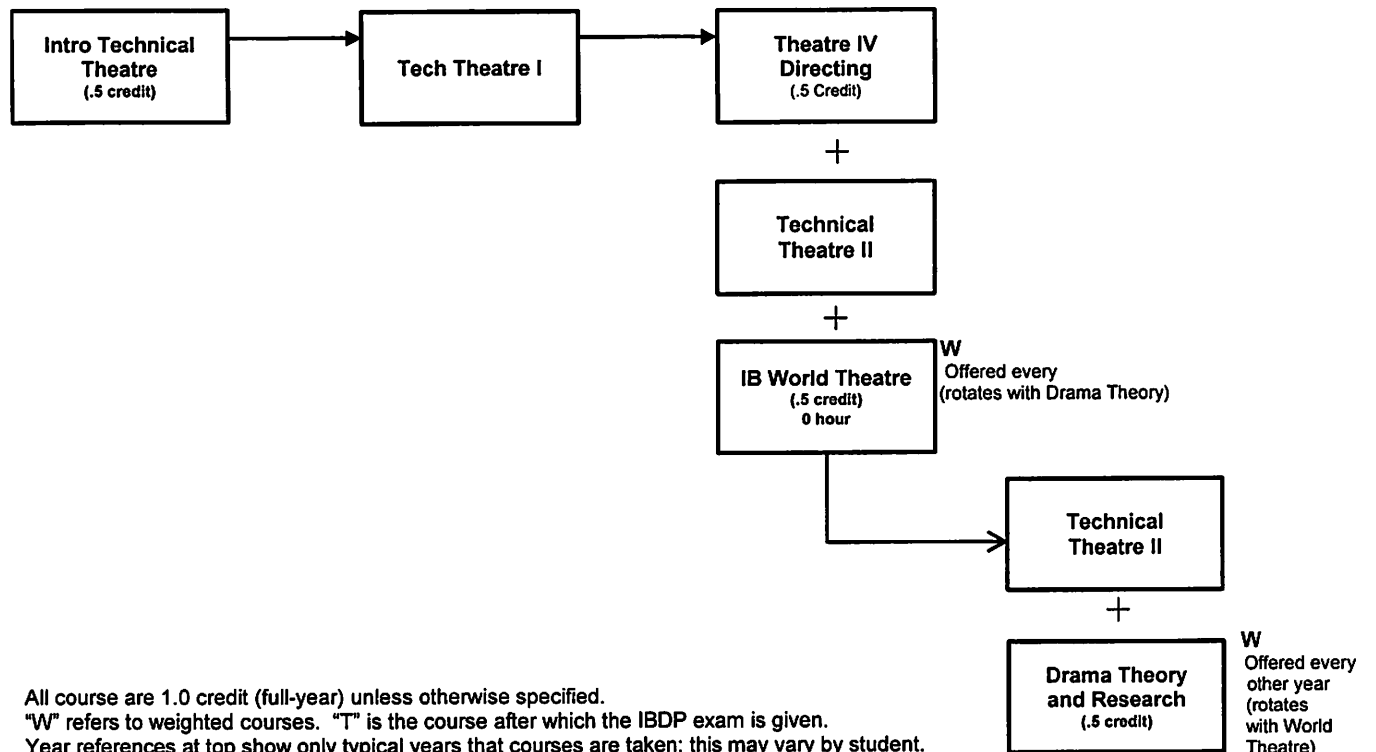 Intro Technical
Theatre
(.5 credit)
Tech Theatre I
Theatre IV
Directing
(.5 Credit)
+
Technical
Theatre II
+
IB World Theatre
(.5 credit)
0 hour
W
Offered every
(rotates with Drama Theory)
Technical
Theatre II
+
Drama Theory
and Research
(.5 credit)
W
Offered every
other year
(rotates
with World
Theatre)
All course are 1.0 credit (full-year) unless otherwise specified.
"W" refers to weighted courses. "T" is the course after which the IBDP exam is given.
Year references at top show only typical years that courses are taken; this may vary by student.